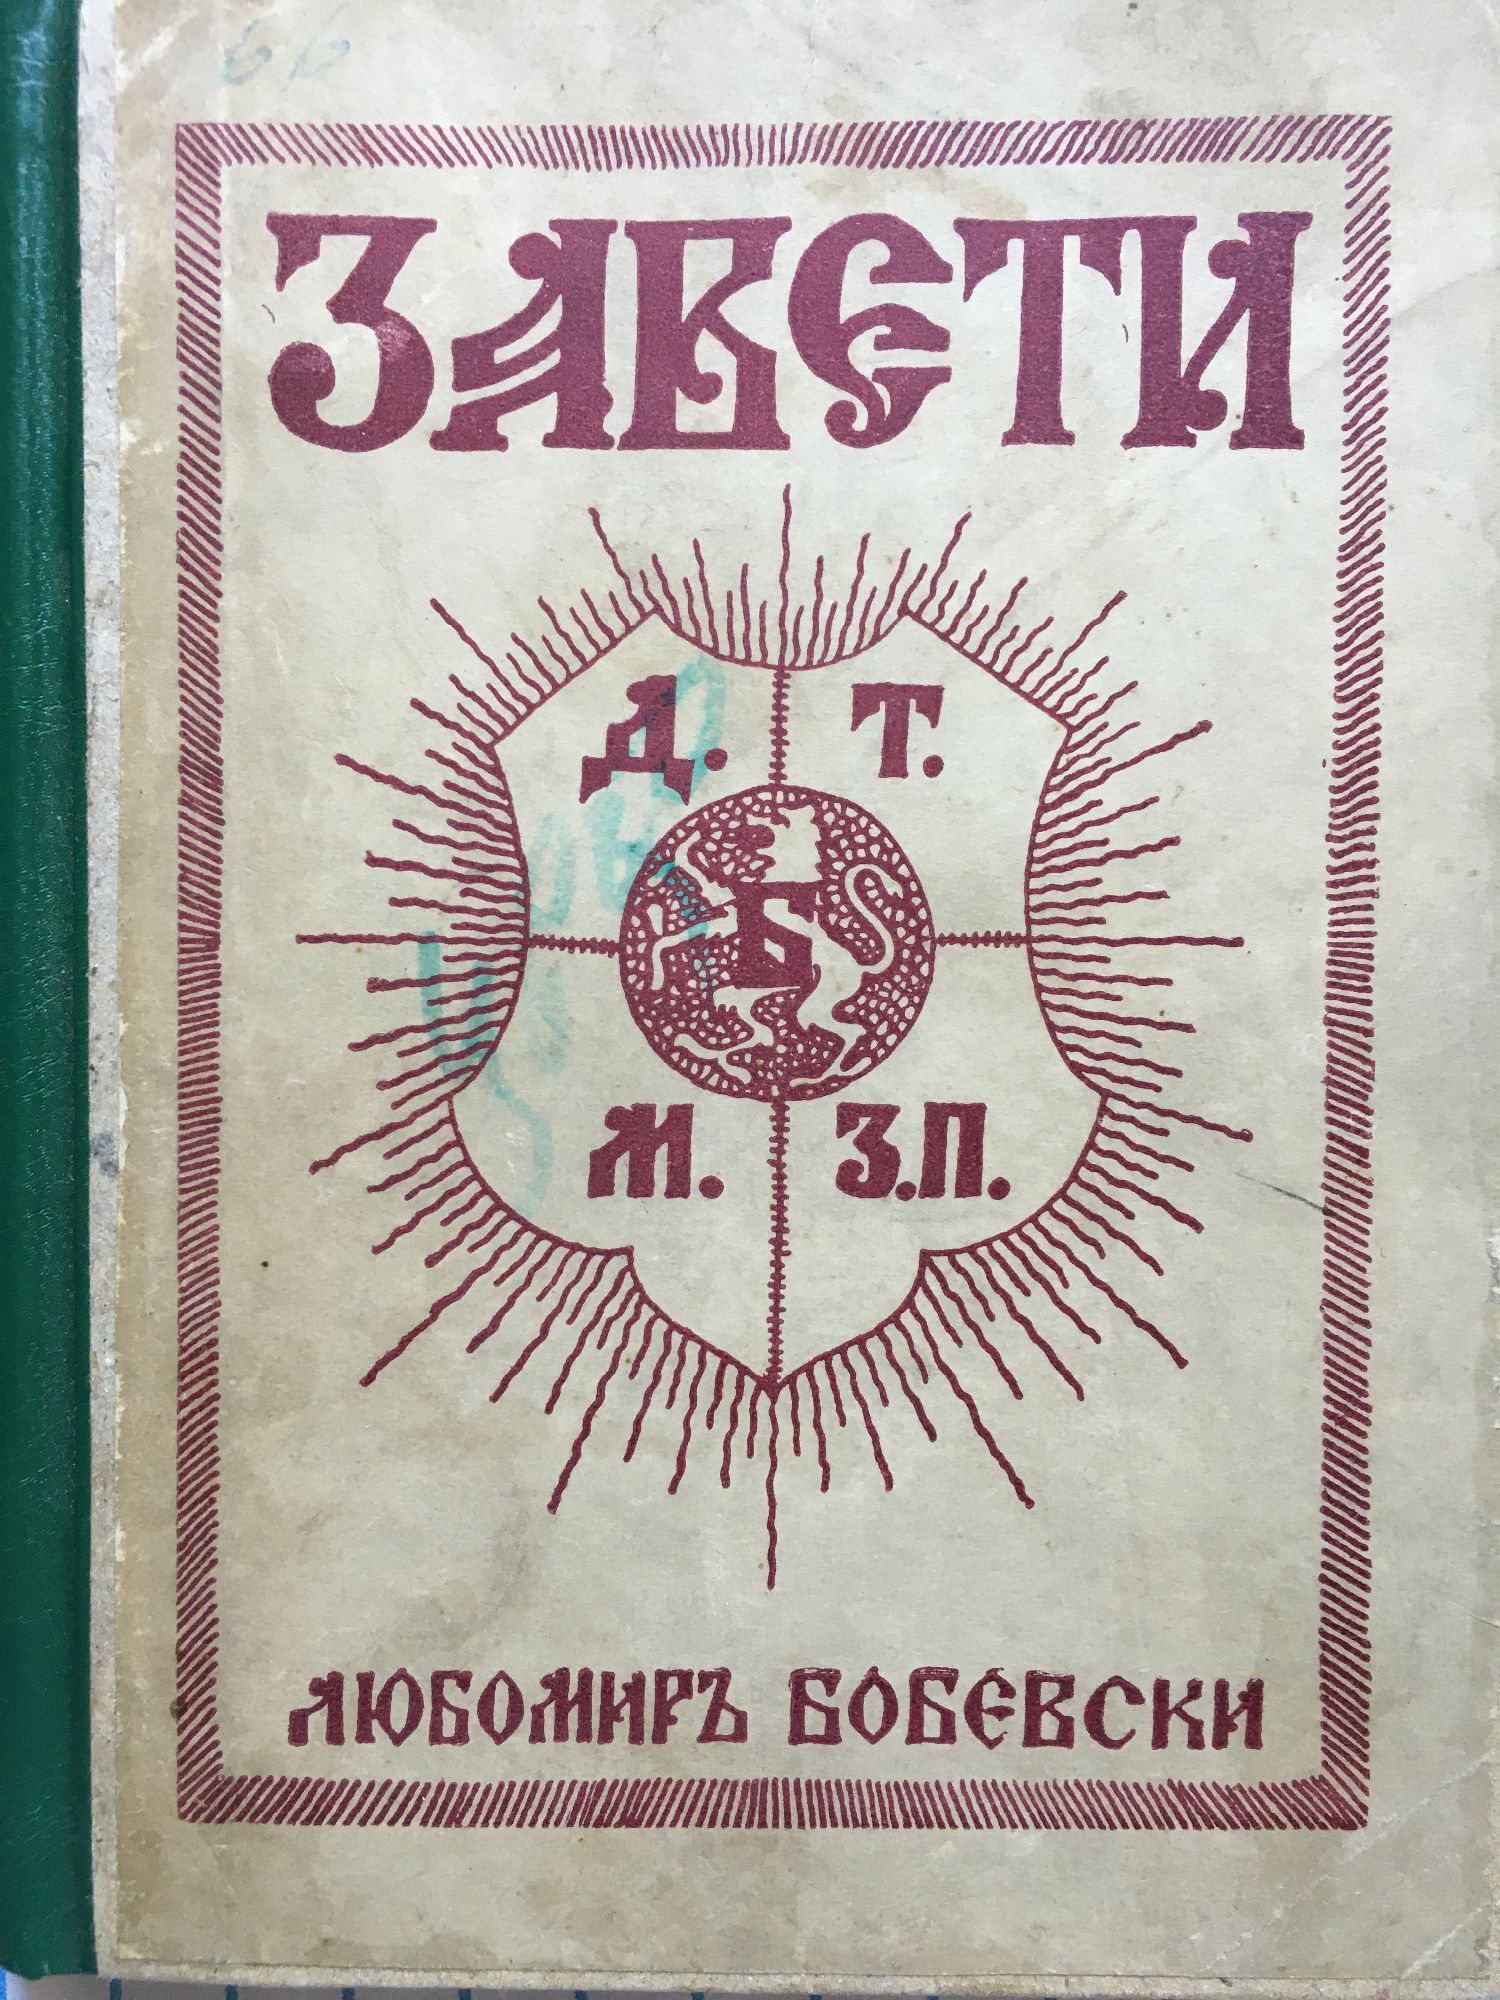 ЗАВЕТИ
Д. Т.
Б
М. З.П.
ЛЮБОМИРЪ БОБЕВСКИ